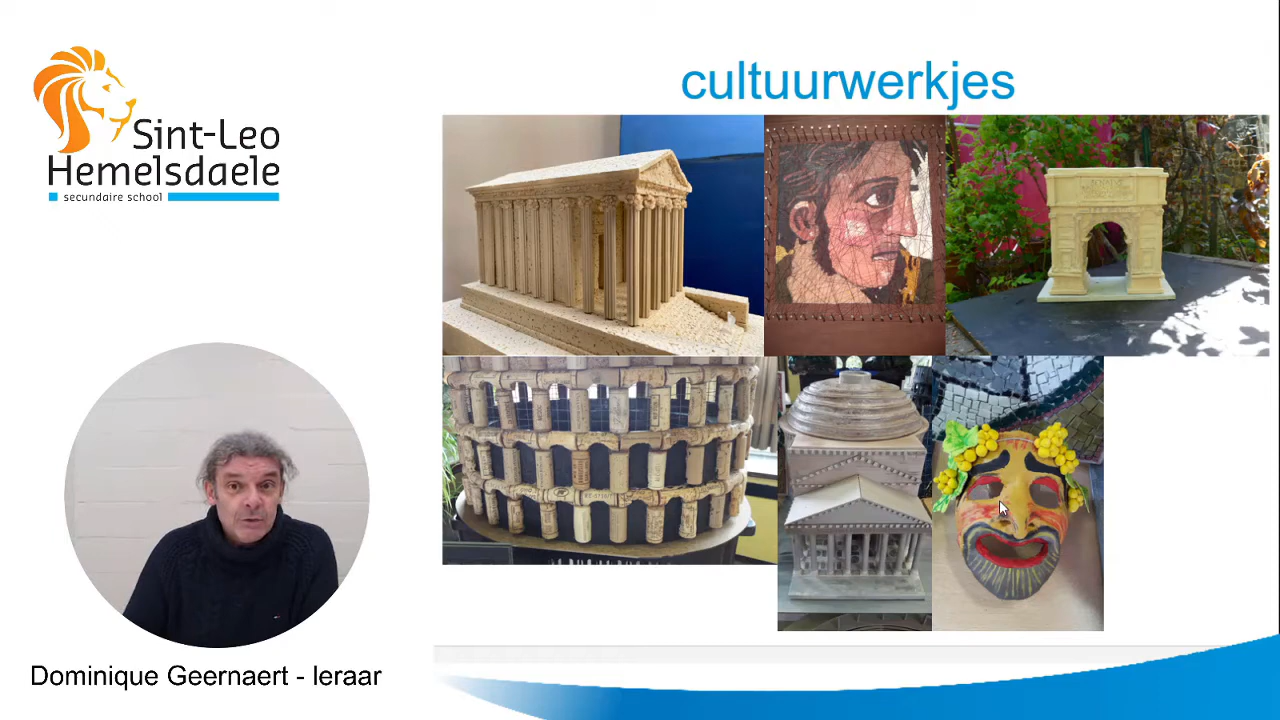 Sint-Leo
Hemelsdaele
secundaire school
cultuurwerkjes
Dominique Geernaert - leraar